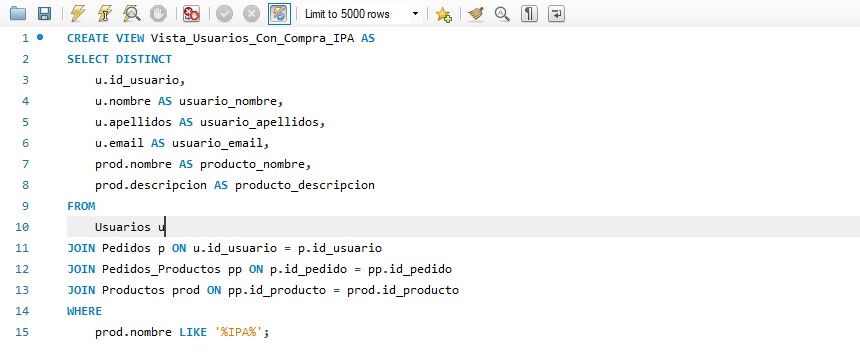 Limit to 5000 rows
1 CREATE VIEW Vista_Usuarios_Con_Compra_IPA AS
2 SELECT DISTINCT
3 u.id_usuario,
4 u.nombre AS usuario_nombre,
5 u.apellidos AS usuario_apellidos,
6 u.email AS usuario_email,
7 prod.nombre AS producto_nombre,
8 prod.descripcion AS producto_descripcion
9 FROM
10 Usuarios u
11 JOIN Pedidos p ON u.id_usuario = p.id_usuario
12 JOIN Pedidos_Productos pp ON p.id_pedido = pp.id_pedido
13 JOIN Productos prod ON pp.id_producto = prod.id_producto
14 WHERE
15 prod.nombre LIKE '%IPA%';